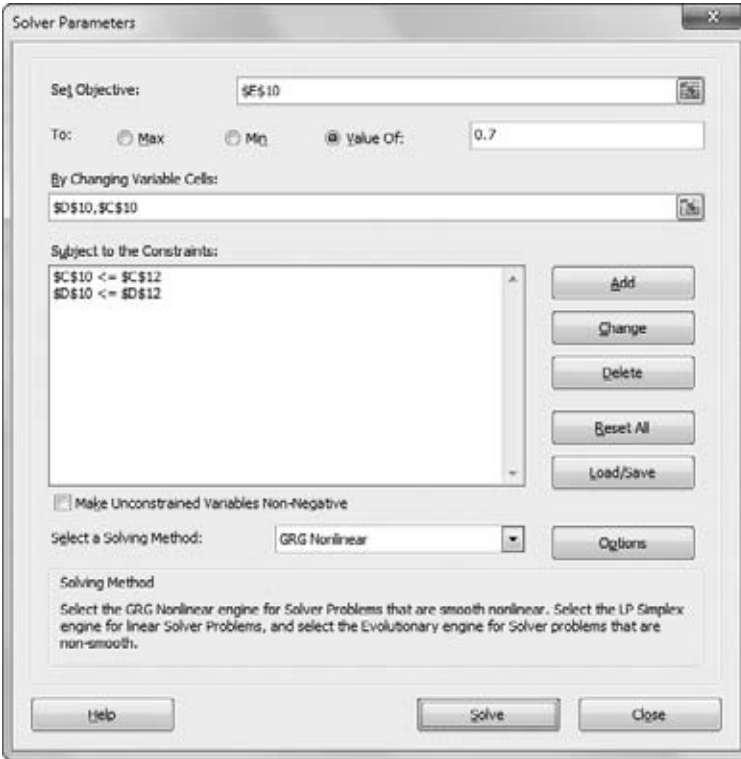 Solver Parameters
Set Objective:
$E$10
To:
Max
Min
Value Of:
0.7
By Changing Variable Cells:
$D$10,$C$10
Subject to the Constraints:
$C$10 <= $C$12
$D$10 <= $D$12
Add
Change
Delete
Reset All
Load/Save
Make Unconstrained Variables Non-Negative
Select a Solving Method:
GRG Nonlinear
Options
Solving Method
Select the GRG Nonlinear engine for Solver Problems that are smooth nonlinear. Select the LP Simplex
engine for linear Solver Problems, and select the Evolutionary engine for Solver problems that are
non-smooth.
Help
Solve
Close